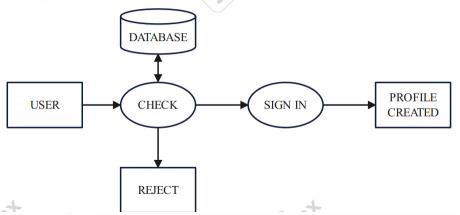 DATABASE
USER
CHECK
SIGN IN
PROFILE
CREATED
REJECT